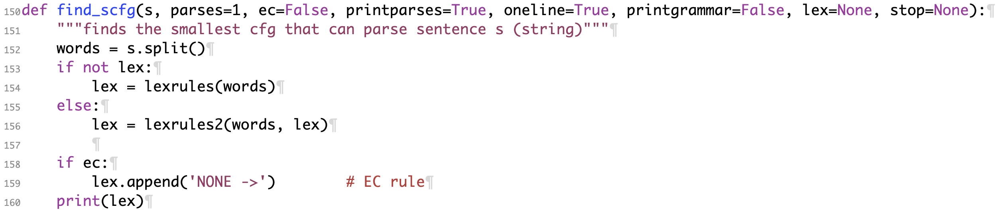 150 def find_scfg(s, parses=1, ec=False, printparses=True, oneline=True, printgrammar=False, lex=None, stop=None):¶
151     """finds the smallest cfg that can parse sentence s (string)"""¶
152     words = s.split()¶
153     if not lex:¶
154         lex = lexrules(words)¶
155     else:¶
156         lex = lexrules2(words, lex)¶
157         ¶
158     if ec:¶
159         lex.append('NONE ->')        # EC rule¶
160     print(lex)¶